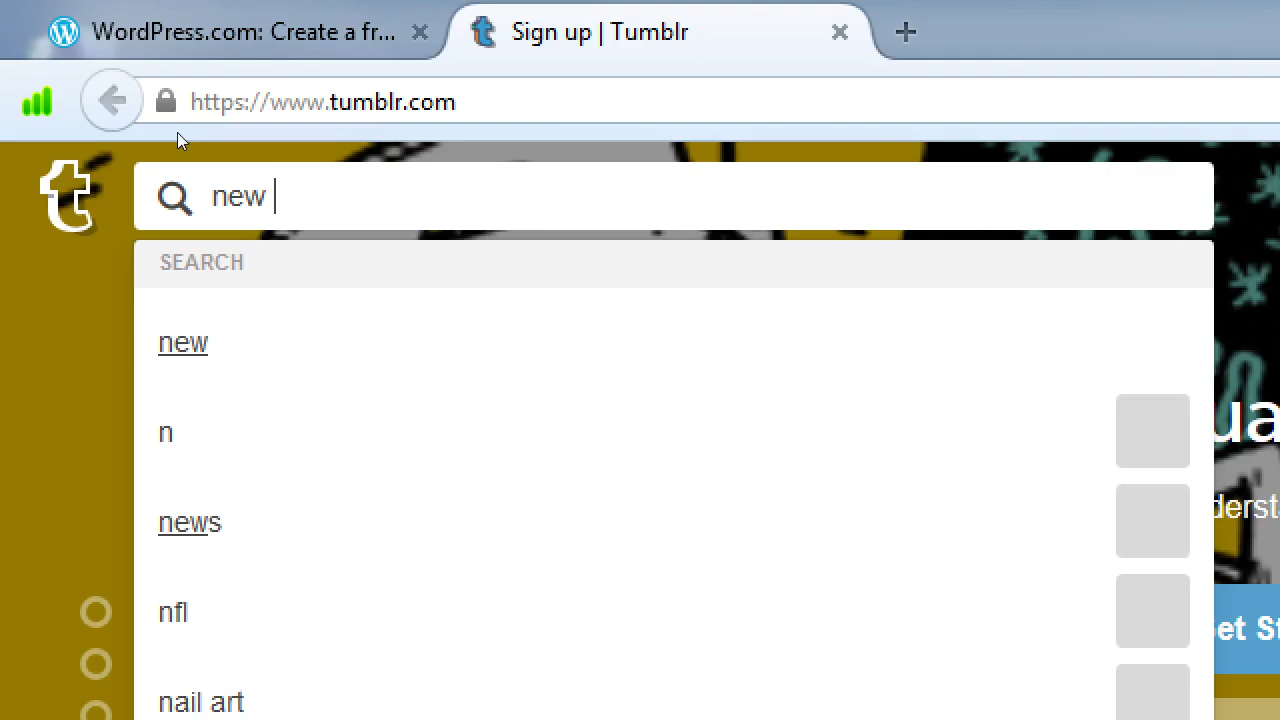 WordPress.com: Create a fr...
Sign up | Tumblr
https://www.tumblr.com
new
SEARCH
new
n
news
nfl
nail art